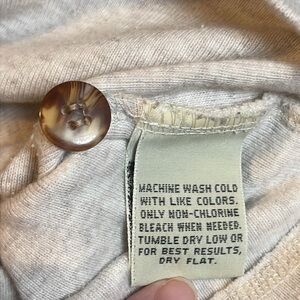 MACHINE WASH COLD
WITH LIKE COLORS.
ONLY NON-CHLORINE
BLEACH WHEN NEEDED.
TUMBLE DRY LOW OR
FOR BEST RESULTS,
DRY FLAT.